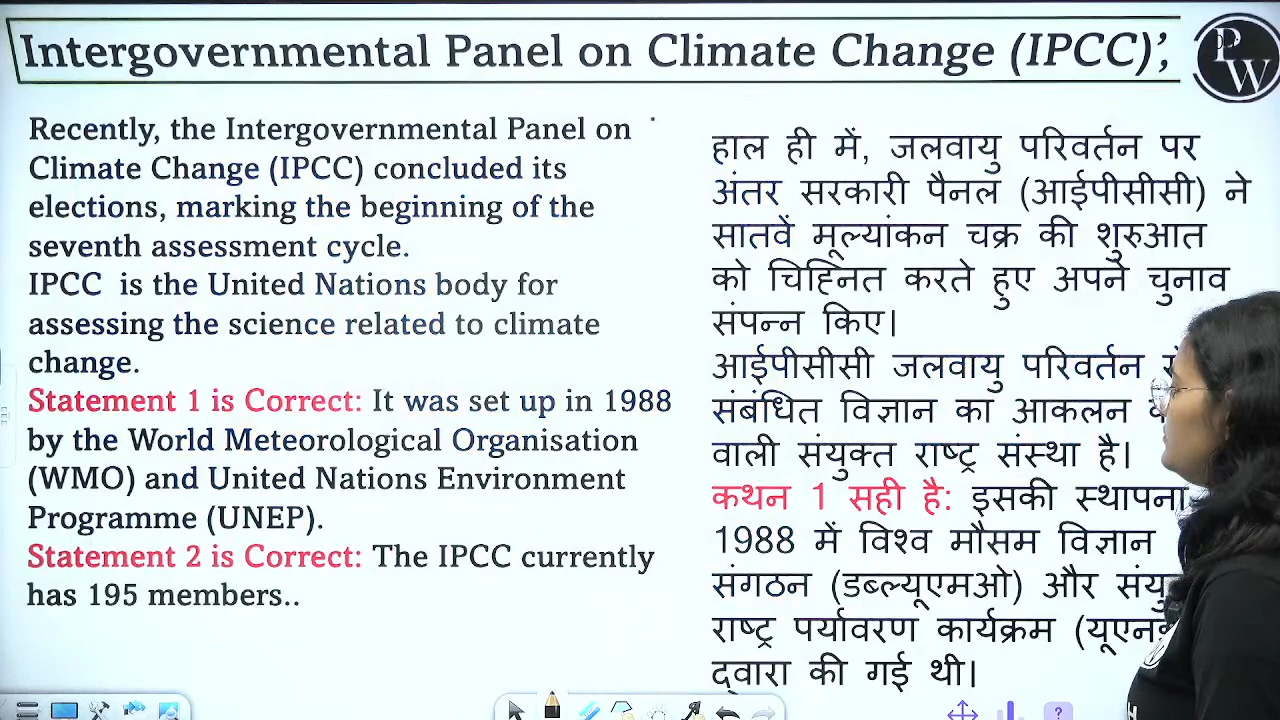 Intergovernmental Panel on Climate Change (IPCC)’,
PW
Recently, the Intergovernmental Panel on
Climate Change (IPCC) concluded its
elections, marking the beginning of the
seventh assessment cycle.
IPCC is the United Nations body for
assessing the science related to climate
change.
Statement 1 is Correct: It was set up in 1988
by the World Meteorological Organisation
(WMO) and United Nations Environment
Programme (UNEP).
Statement 2 is Correct: The IPCC currently
has 195 members..
हाल ही में, जलवायु परिवर्तन पर
अंतर सरकारी पैनल (आईपीसीसी) ने
सातवें मूल्यांकन चक्र की शुरुआत
को चिह्नित करते हुए अपने चुनाव
संपन्न किए।
आईपीसीसी जलवायु परिवर्तन
संबंधित विज्ञान का आकलन
वाली संयुक्त राष्ट्र संस्था है।
कथन 1 सही है: इसकी स्थापना
1988 में विश्व मौसम विज्ञान
संगठन (डब्ल्यूएमओ) और
राष्ट्र पर्यावरण कार्यक्रम
द्वारा की गई थी।